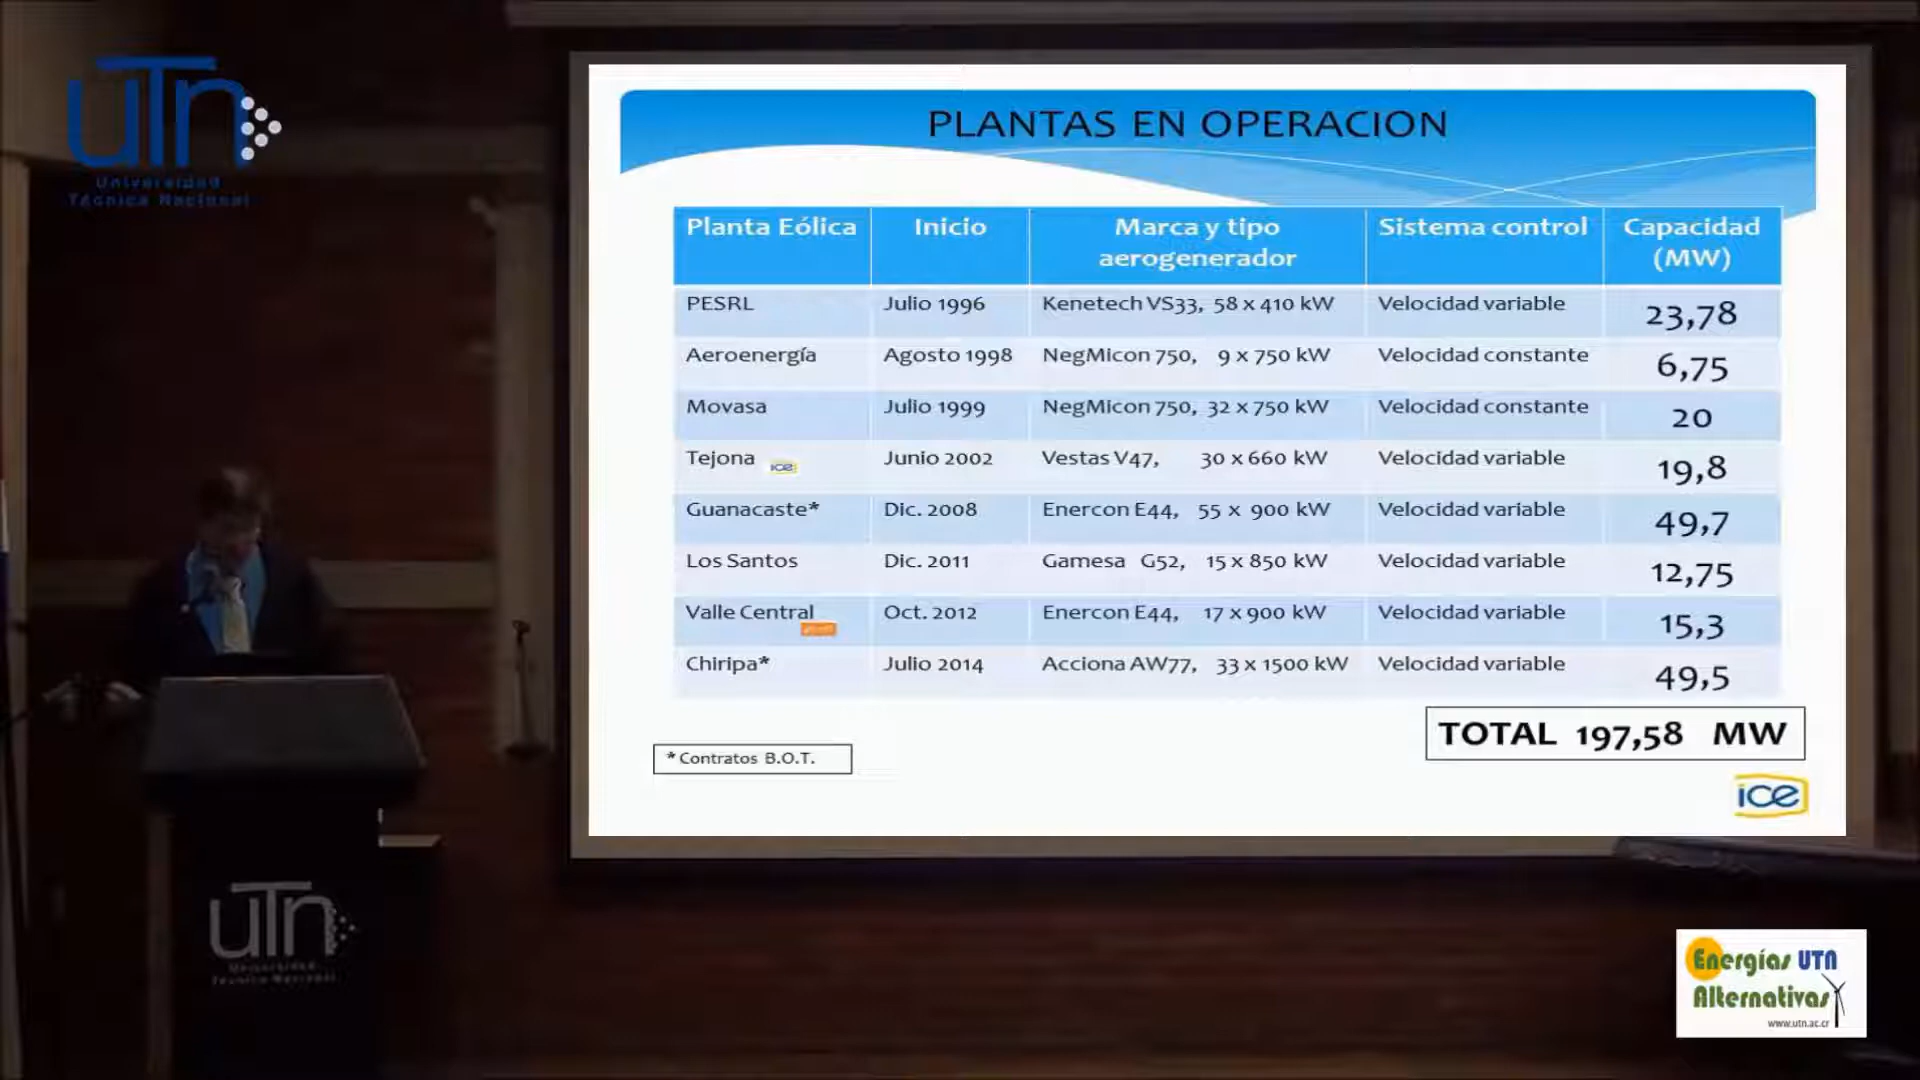 uTn
Universidad
Técnica Nacional
PLANTAS EN OPERACION
Planta Eólica Inicio Marca y tipo aerogenerador Sistema control Capacidad (MW)
PESRL Julio 1996 Kenetech VS33, 58 x 410 kW Velocidad variable 23,78
Aeroenergía Agosto 1998 NegMicon 750, 9 x 750 kW Velocidad constante 6,75
Movasa Julio 1999 NegMicon 750, 32 x 750 kW Velocidad constante 20
Tejona ice Junio 2002 Vestas V47, 30 x 660 kW Velocidad variable 19,8
Guanacaste* Dic. 2008 Enercon E44, 55 x 900 kW Velocidad variable 49,7
Los Santos Dic. 2011 Gamesa G52, 15 x 850 kW Velocidad variable 12,75
Valle Central Oct. 2012 Enercon E44, 17 x 900 kW Velocidad variable 15,3
Chiripa* Julio 2014 Acciona AW77, 33 x 1500 kW Velocidad variable 49,5
TOTAL 197,58 MW
* Contratos B.O.T.
ice
uTn
Universidad
Técnica Nacional
Energías UTN
Alternativas
www.utn.ac.cr